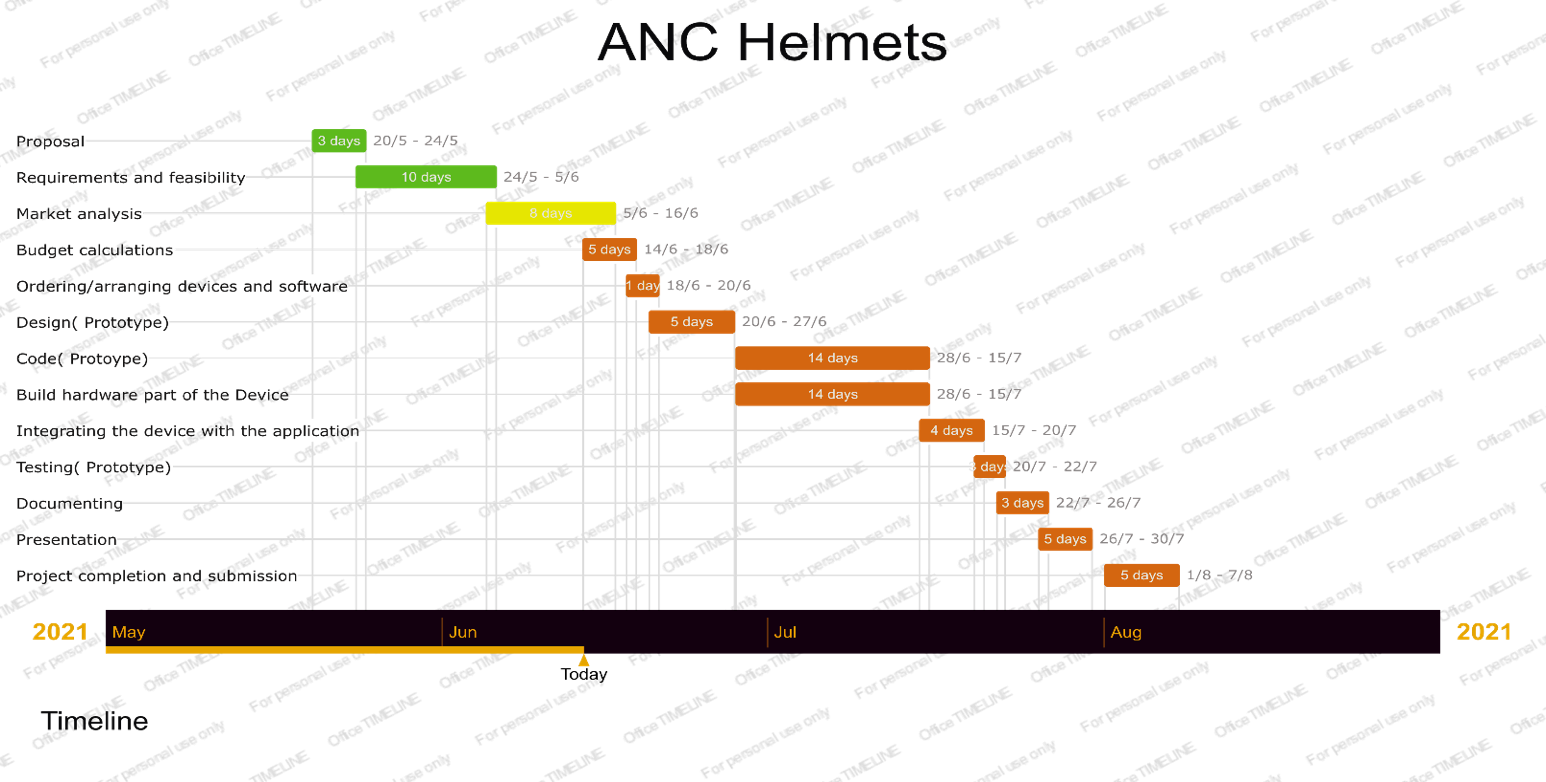 ANC Helmets
Proposal 3 days 20/5 - 24/5
Requirements and feasibility 10 days 24/5 - 5/6
Market analysis 8 days 5/6 - 16/6
Budget calculations 5 days 14/6 - 18/6
Ordering/arranging devices and software 1 day 18/6 - 20/6
Design( Prototype) 5 days 20/6 - 27/6
Code( Protoype) 14 days 28/6 - 15/7
Build hardware part of the Device 14 days 28/6 - 15/7
Integrating the device with the application 4 days 15/7 - 20/7
Testing( Prototype) days 20/7 - 22/7
Documenting 3 days 22/7 - 26/7
Presentation 5 days 26/7 - 30/7
Project completion and submission 5 days 1/8 - 7/8
2021 May Jun Jul Aug 2021
Today
Timeline
For personal use only
Office TIMELINE